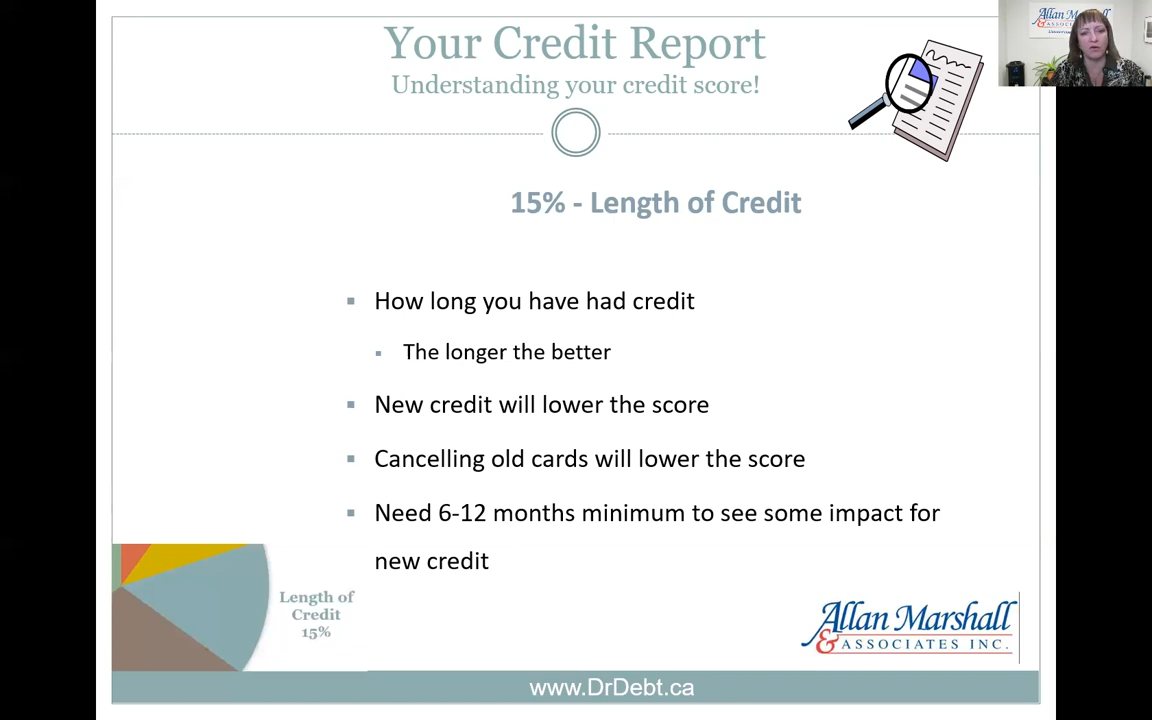 Your Credit Report
Understanding your credit score!
15% - Length of Credit
How long you have had credit
The longer the better
New credit will lower the score
Cancelling old cards will lower the score
Need 6-12 months minimum to see some impact for
new credit
Length of
Credit
15%
Allan Marshall
& ASSOCIATES INC.
www.DrDebt.ca